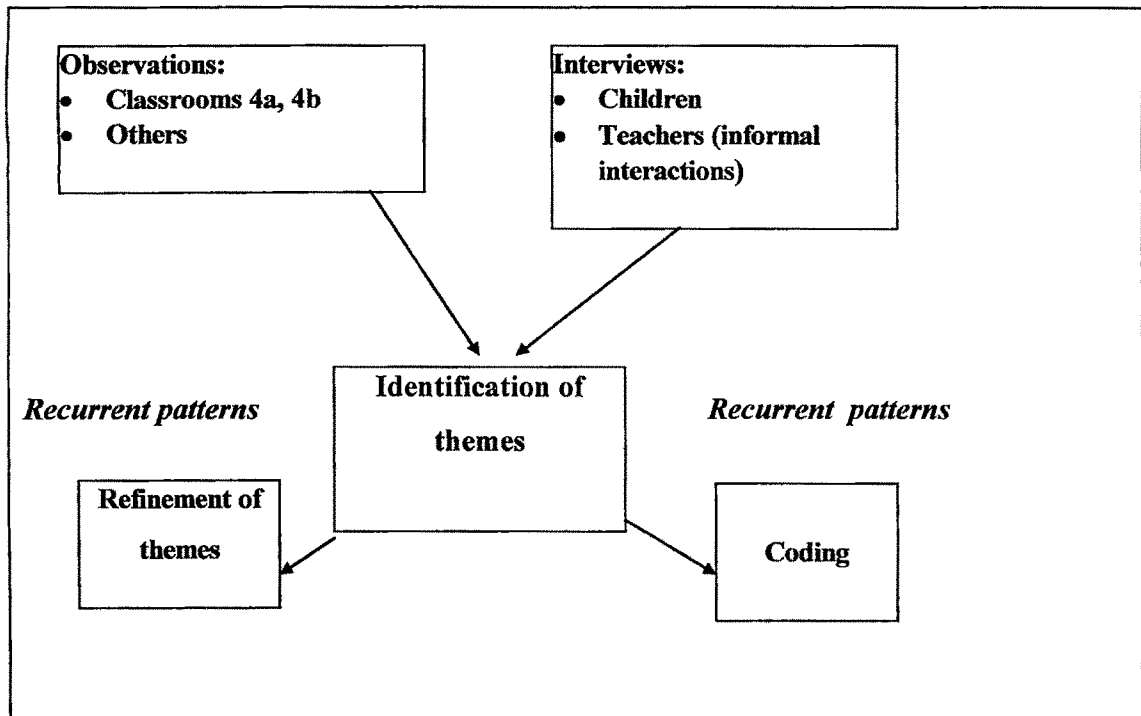 Observations:
• Classrooms 4a, 4b
• Others
Interviews:
• Children
• Teachers (informal
interactions)
Identification of
themes
Recurrent patterns
Recurrent patterns
Refinement of
themes
Coding